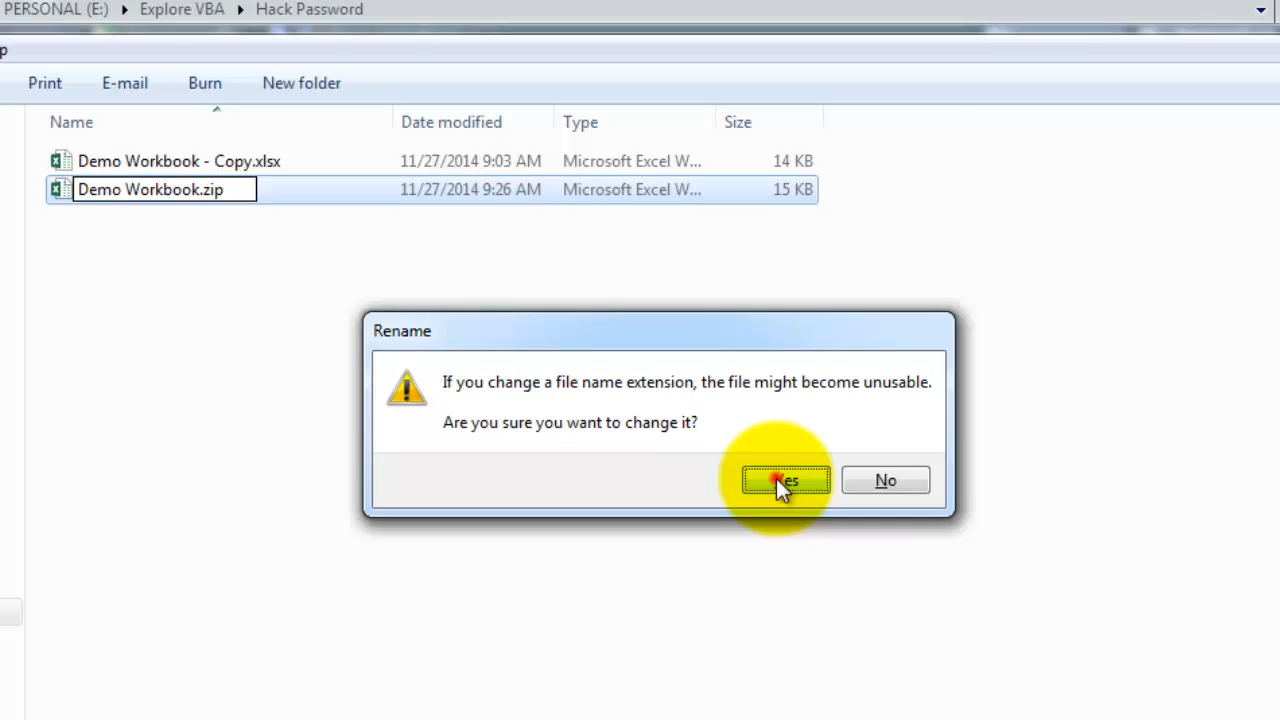 PERSONAL (E:) Explore VBA Hack Password
p
Print E-mail Burn New folder
Name Date modified Type Size
Demo Workbook - Copy.xlsx 11/27/2014 9:03 AM Microsoft Excel W... 14 KB
Demo Workbook.zip 11/27/2014 9:26 AM Microsoft Excel W... 15 KB
Rename
If you change a file name extension, the file might become unusable.
Are you sure you want to change it?
Yes No